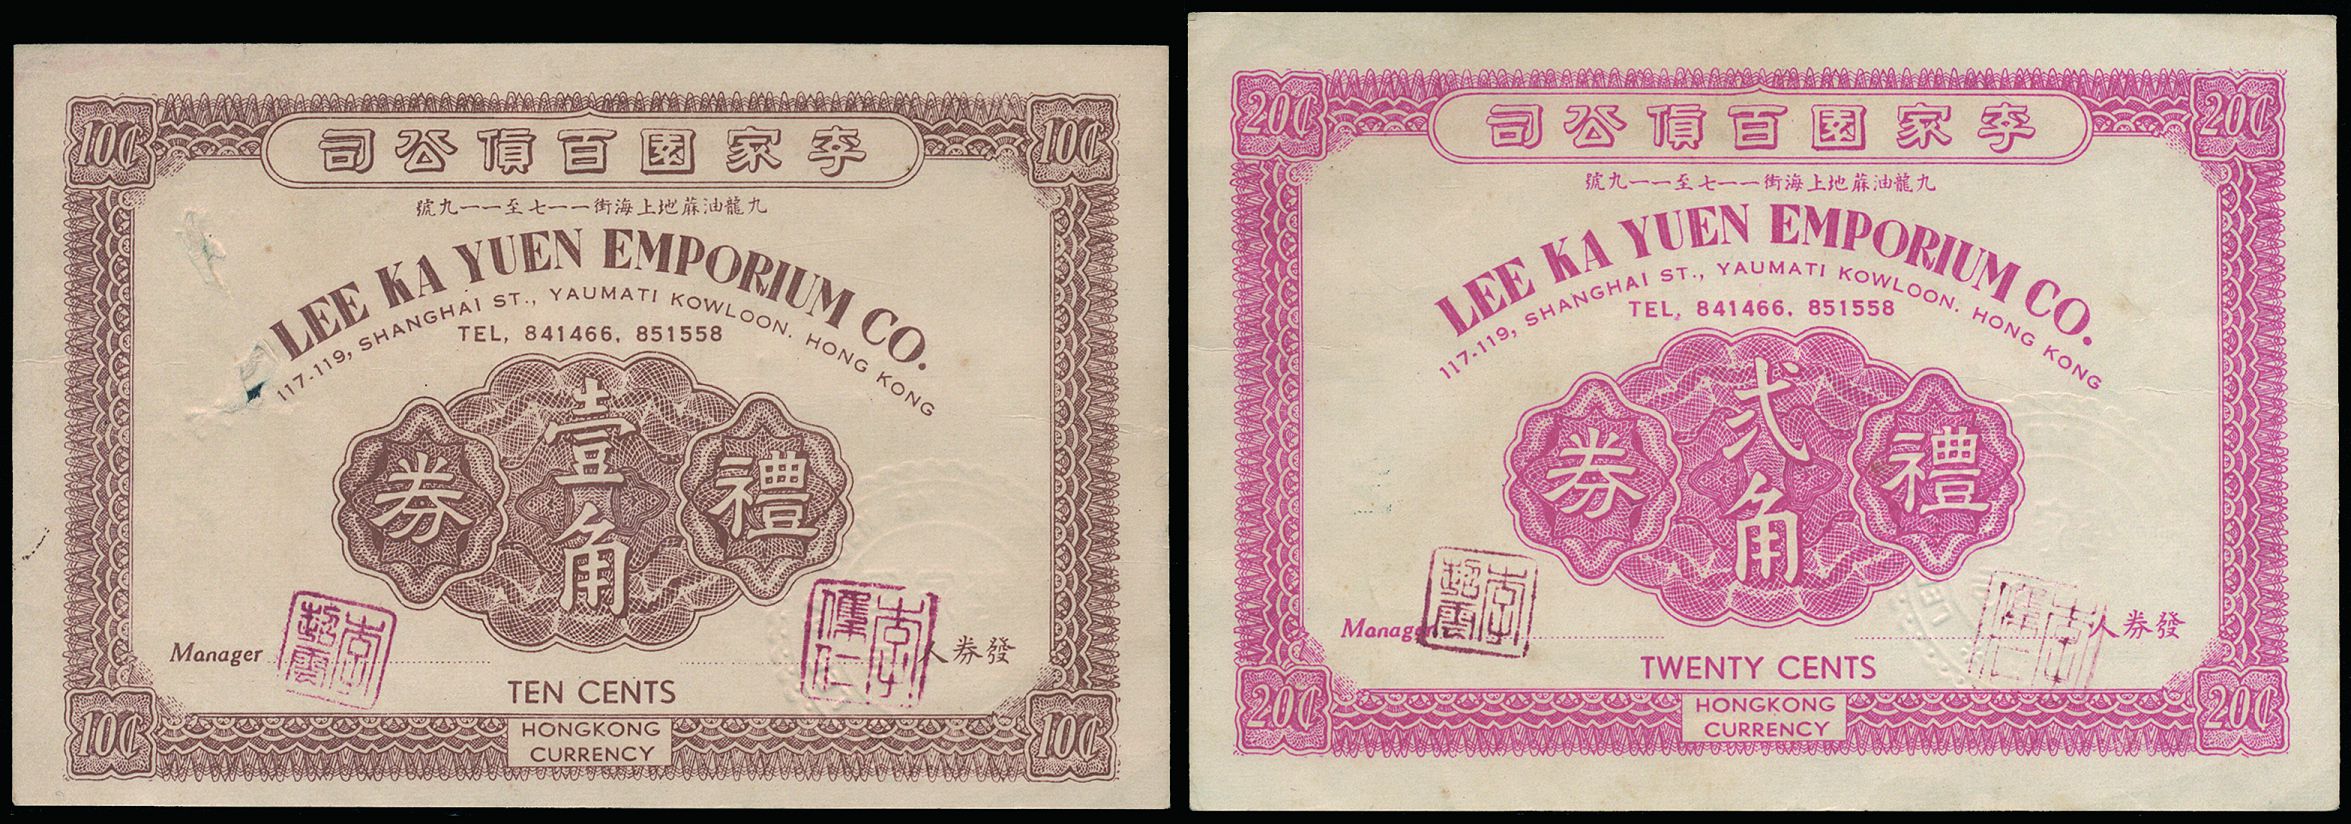 李家園百貨公司
九龍油蔴地上海街一一七至一一九號
LEE KA YUEN EMPORIUM CO.
117-119, SHANGHAI ST., YAUMATI KOWLOON. HONG KONG
TEL, 841466, 851558
10¢
10¢
禮
壹角
券
Manager
發券人
TEN CENTS
10¢
10¢
HONGKONG
CURRENCY
李家園百貨公司
九龍油蔴地上海街一一七至一一九號
LEE KA YUEN EMPORIUM CO.
117-119, SHANGHAI ST., YAUMATI KOWLOON. HONG KONG
TEL, 841466, 851558
20¢
20¢
禮
弍角
券
Manager
發券人
TWENTY CENTS
20¢
20¢
HONGKONG
CURRENCY